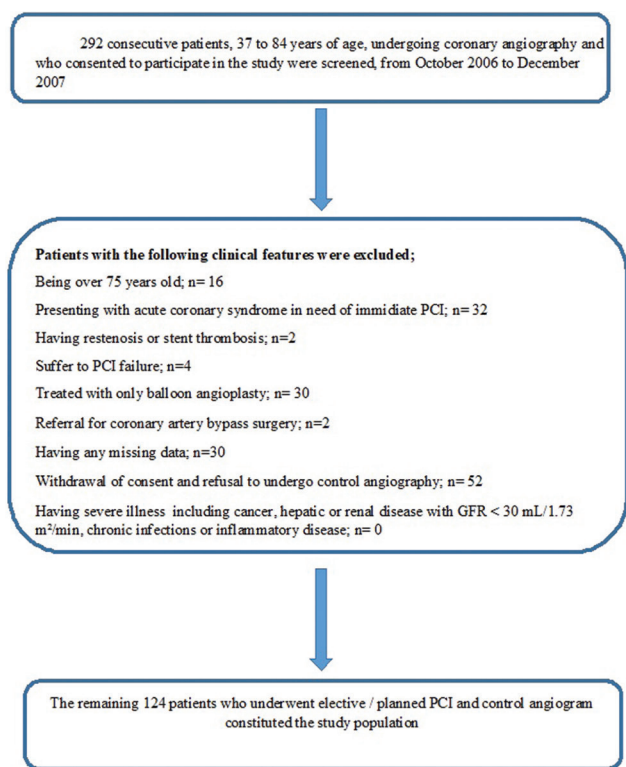 292 consecutive patients, 37 to 84 years of age, undergoing coronary angiography and
who consented to participate in the study were screened, from October 2006 to December
2007
Patients with the following clinical features were excluded;
Being over 75 years old; n= 16
Presenting with acute coronary syndrome in need of immidiate PCI; n= 32
Having restenosis or stent thrombosis; n=2
Suffer to PCI failure; n=4
Treated with only balloon angioplasty; n= 30
Referral for coronary artery bypass surgery; n=2
Having any missing data; n=30
Withdrawal of consent and refusal to undergo control angiography; n= 52
Having severe illness including cancer, hepatic or renal disease with GFR < 30 mL/1.73
m²/min, chronic infections or inflammatory disease; n= 0
The remaining 124 patients who underwent elective / planned PCI and control angiogram
constituted the study population